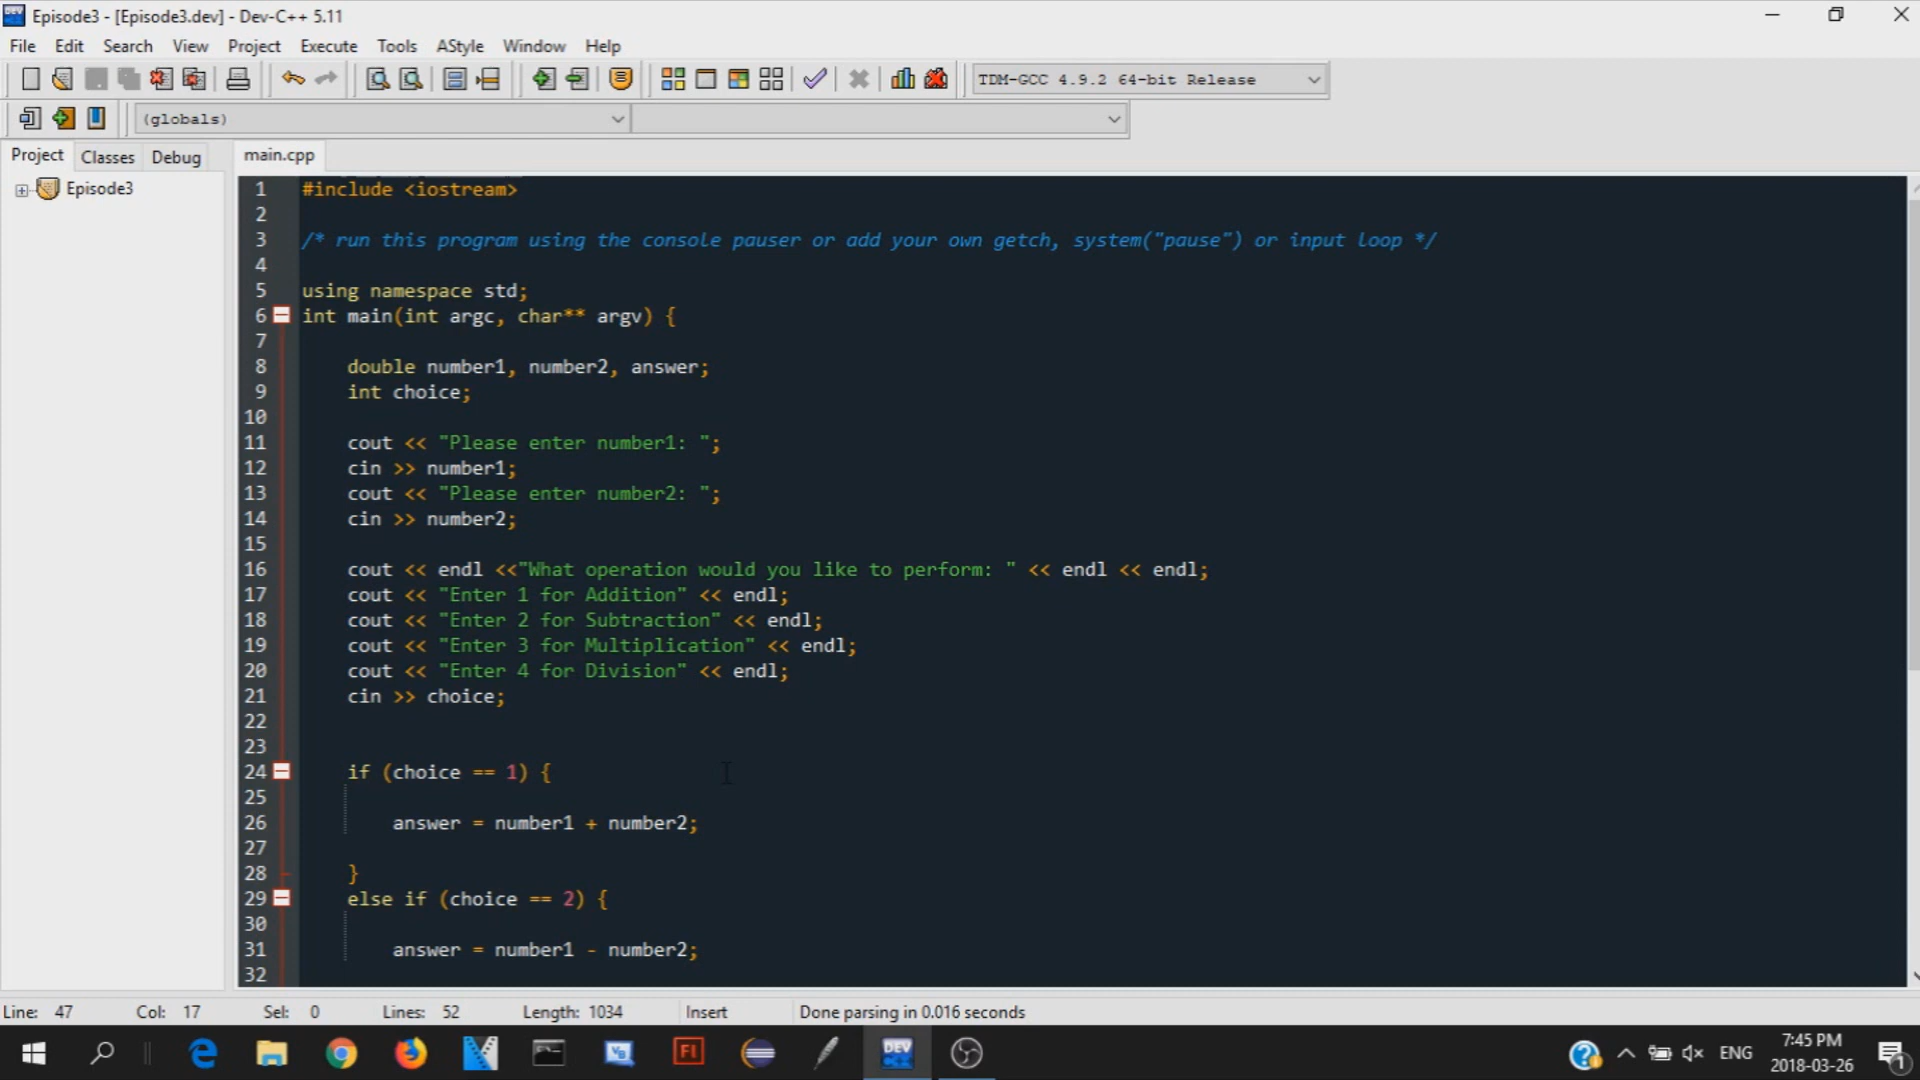 Episode3 - [Episode3.dev] - Dev-C++ 5.11
File Edit Search View Project Execute Tools AStyle Window Help
TDM-GCC 4.9.2 64-bit Release
(globals)
Project Classes Debug main.cpp
Episode3
1 #include <iostream>
2
3 /* run this program using the console pauser or add your own getch, system("pause") or input loop */
4
5 using namespace std;
6 int main(int argc, char** argv) {
7
8 double number1, number2, answer;
9 int choice;
10
11 cout << "Please enter number1: ";
12 cin >> number1;
13 cout << "Please enter number2: ";
14 cin >> number2;
15
16 cout << endl <<"What operation would you like to perform: " << endl << endl;
17 cout << "Enter 1 for Addition" << endl;
18 cout << "Enter 2 for Subtraction" << endl;
19 cout << "Enter 3 for Multiplication" << endl;
20 cout << "Enter 4 for Division" << endl;
21 cin >> choice;
22
23
24 if (choice == 1) {
25
26 answer = number1 + number2;
27
28 }
29 else if (choice == 2) {
30
31 answer = number1 - number2;
32
Line: 47 Col: 17 Sel: 0 Lines: 52 Length: 1034 Insert Done parsing in 0.016 seconds
VB Fl DEV C++ ENG 7:45 PM
2018-03-26 1